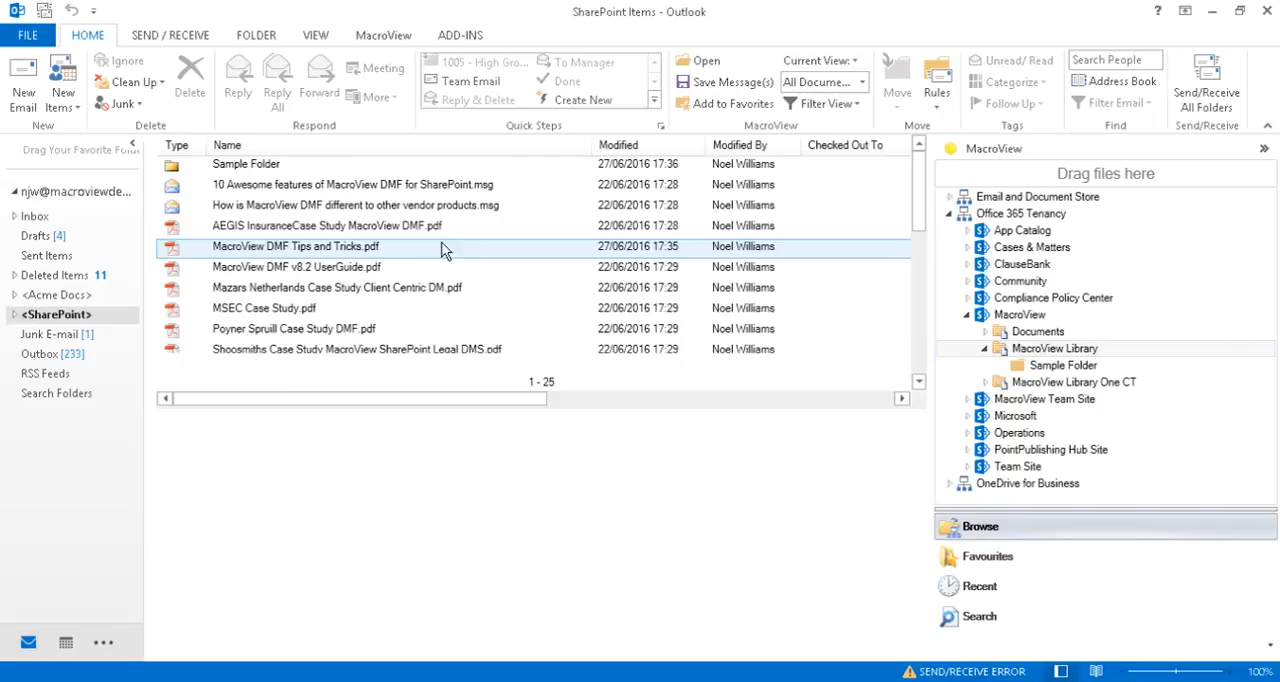 SharePoint Items - Outlook
?
FILE HOME SEND / RECEIVE FOLDER VIEW MacroView ADD-INS
New Email
New Items
Ignore
Clean Up
Junk
Delete
Reply
Reply All
Forward
Meeting
More
1005 - High Gro...
Team Email
Reply & Delete
To Manager
Done
Create New
Open
Save Message(s)
Add to Favorites
Current View:
All Docume...
Filter View
Move
Rules
Unread/ Read
Categorize
Follow Up
Search People
Address Book
Filter Email
Send/Receive All Folders
New Delete Respond Quick Steps MacroView Move Tags Find Send/Receive
Drag Your Favorite Fol
njw@macroviewde...
Inbox
Drafts [4]
Sent Items
Deleted Items 11
<Acme Docs>
<SharePoint>
Junk E-mail [1]
Outbox [233]
RSS Feeds
Search Folders
Type Name Modified Modified By Checked Out To
Sample Folder 27/06/2016 17:36 Noel Williams
10 Awesome features of MacroView DMF for SharePoint.msg 22/06/2016 17:28 Noel Williams
How is MacroView DMF different to other vendor products.msg 22/06/2016 17:28 Noel Williams
AEGIS InsuranceCase Study MacroView DMF.pdf 22/06/2016 17:28 Noel Williams
MacroView DMF Tips and Tricks.pdf 27/06/2016 17:35 Noel Williams
MacroView DMF v8.2 UserGuide.pdf 22/06/2016 17:29 Noel Williams
Mazars Netherlands Case Study Client Centric DM.pdf 22/06/2016 17:29 Noel Williams
MSEC Case Study.pdf 22/06/2016 17:29 Noel Williams
Poyner Spruill Case Study DMF.pdf 22/06/2016 17:29 Noel Williams
Shoosmiths Case Study MacroView SharePoint Legal DMS.pdf 22/06/2016 17:29 Noel Williams
1 - 25
MacroView
Drag files here
Email and Document Store
Office 365 Tenancy
App Catalog
Cases & Matters
ClauseBank
Community
Compliance Policy Center
MacroView
Documents
MacroView Library
Sample Folder
MacroView Library One CT
MacroView Team Site
Microsoft
Operations
PointPublishing Hub Site
Team Site
OneDrive for Business
Browse
Favourites
Recent
Search
SEND/RECEIVE ERROR 100%